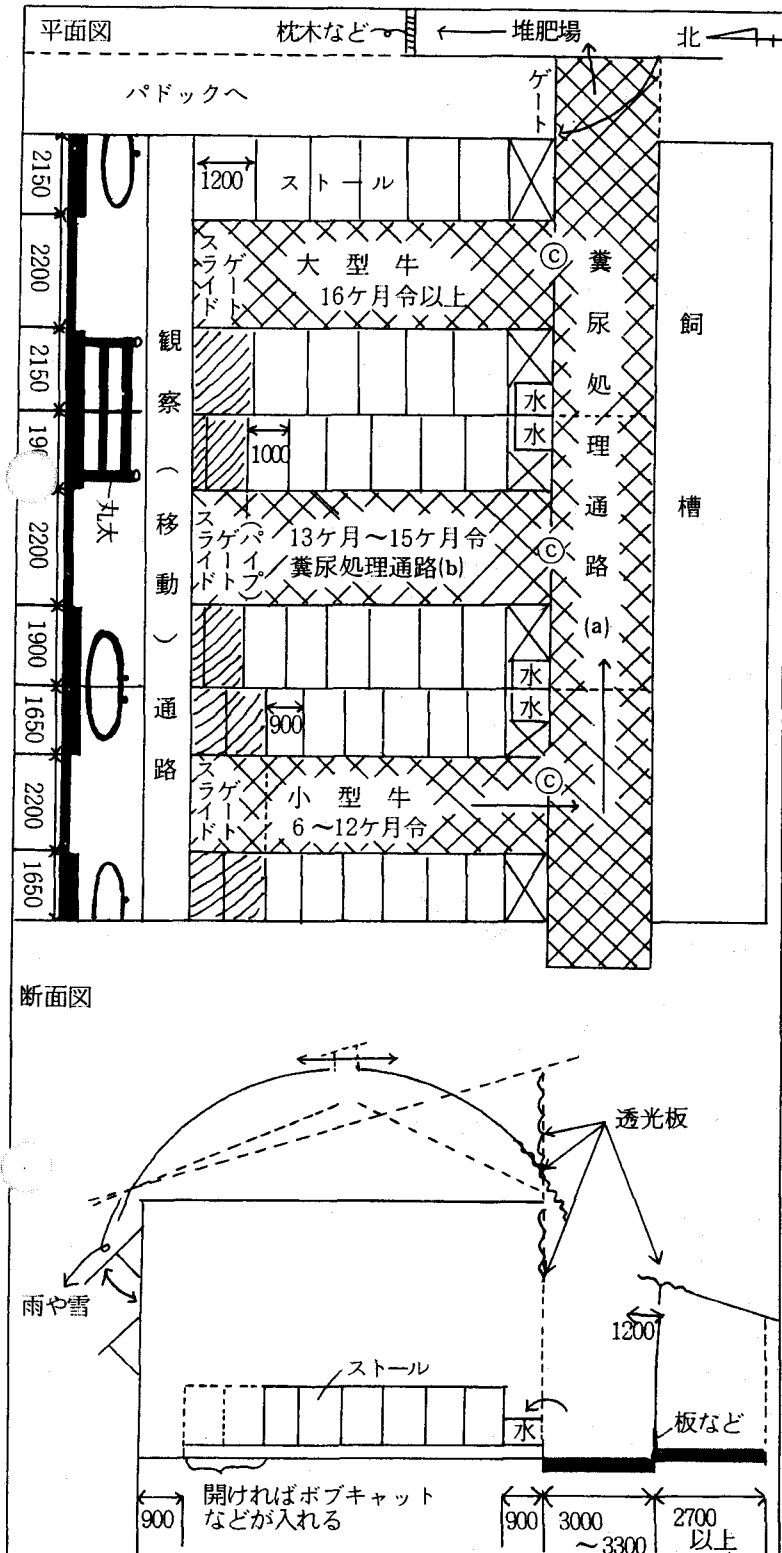 平面図
枕木など
堆肥場
北
パドックへ
ゲート
2150
1200
ストール
2200
スライド
ゲート
大型牛
16ケ月令以上
ⓒ
糞尿処理通路
(a)
飼槽
観察（移動）通路
2150
水
水
190
1000
丸太
2200
スライド
ゲート
(パイプ)
13ケ月～15ケ月令
糞尿処理通路(b)
ⓒ
1900
水
水
1650
900
2200
スライド
ゲート
小型牛
6～12ケ月令
ⓒ
1650
断面図
透光板
雨や雪
1200
ストール
水
板など
900
開ければボブキャット
などが入れる
900
3000
～3300
2700
以上